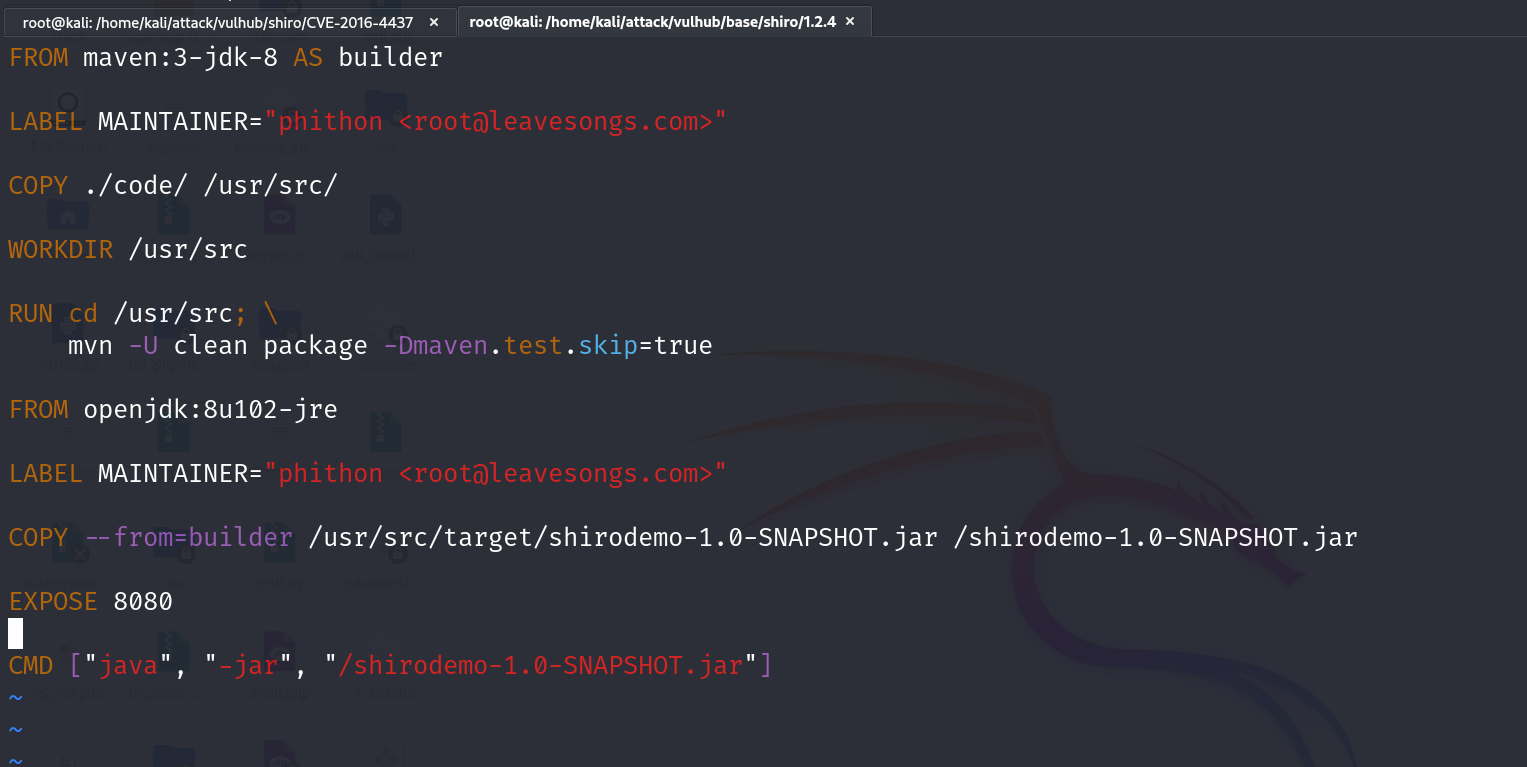 root@kali: /home/kali/attack/vulhub/shiro/CVE-2016-4437 × root@kali: /home/kali/attack/vulhub/base/shiro/1.2.4 ×
FROM maven:3-jdk-8 AS builder
LABEL MAINTAINER="phithon <root@leavesongs.com>"
COPY ./code/ /usr/src/
WORKDIR /usr/src
RUN cd /usr/src; \
    mvn -U clean package -Dmaven.test.skip=true
FROM openjdk:8u102-jre
LABEL MAINTAINER="phithon <root@leavesongs.com>"
COPY --from=builder /usr/src/target/shirodemo-1.0-SNAPSHOT.jar /shirodemo-1.0-SNAPSHOT.jar
EXPOSE 8080
CMD ["java", "-jar", "/shirodemo-1.0-SNAPSHOT.jar"]
~
~
~